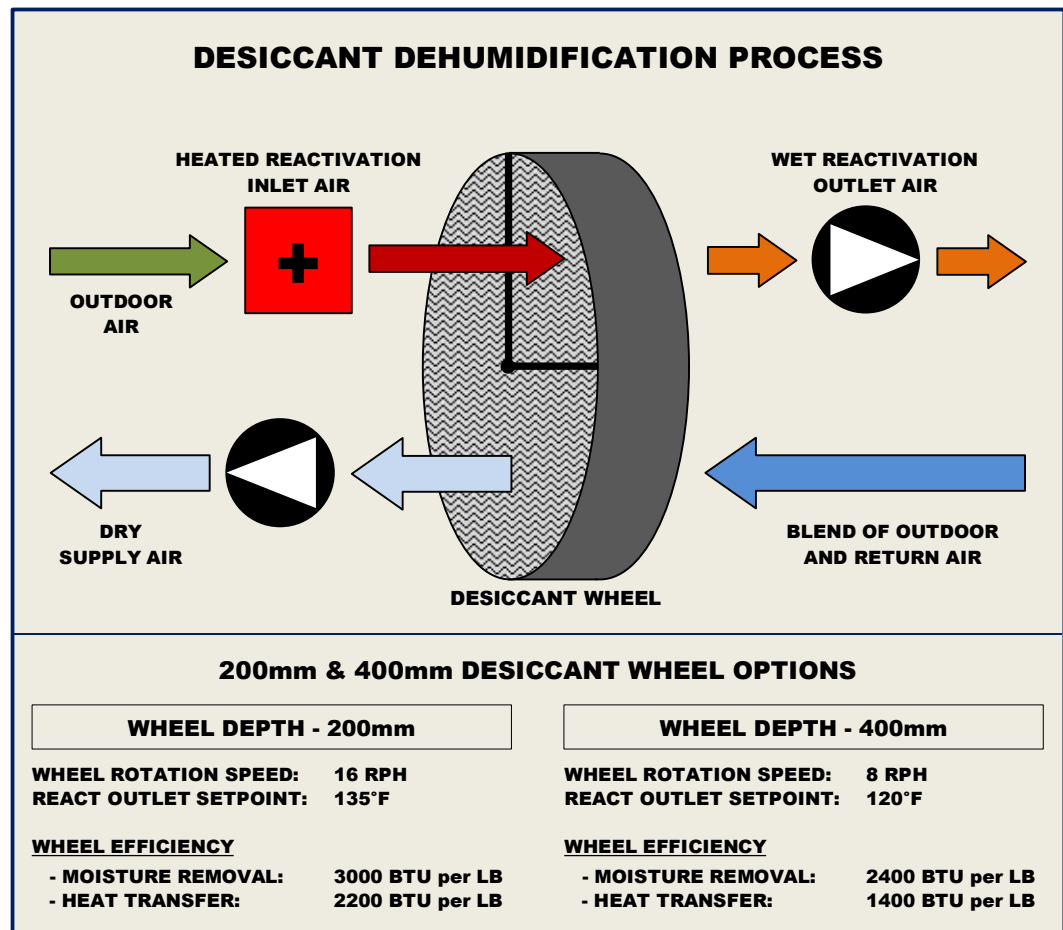 DESICCANT DEHUMIDIFICATION PROCESS
HEATED REACTIVATION
INLET AIR
WET REACTIVATION
OUTLET AIR
OUTDOOR
AIR
DRY
SUPPLY AIR
BLEND OF OUTDOOR
AND RETURN AIR
DESICCANT WHEEL
200mm & 400mm DESICCANT WHEEL OPTIONS
WHEEL DEPTH - 200mm
WHEEL ROTATION SPEED: 16 RPH
REACT OUTLET SETPOINT: 135°F
WHEEL EFFICIENCY
- MOISTURE REMOVAL: 3000 BTU per LB
- HEAT TRANSFER: 2200 BTU per LB
WHEEL DEPTH - 400mm
WHEEL ROTATION SPEED: 8 RPH
REACT OUTLET SETPOINT: 120°F
WHEEL EFFICIENCY
- MOISTURE REMOVAL: 2400 BTU per LB
- HEAT TRANSFER: 1400 BTU per LB